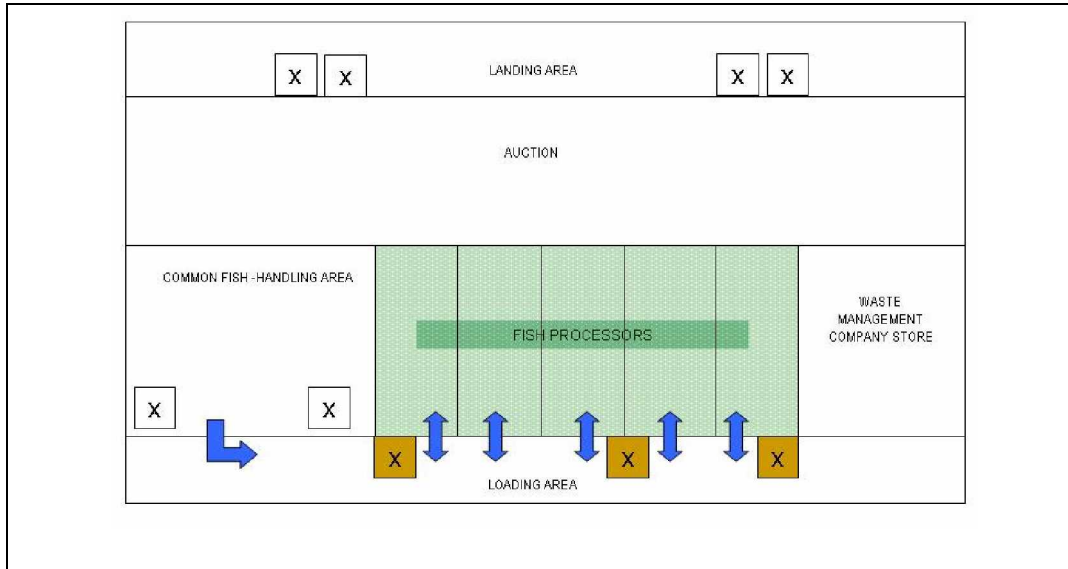 X X LANDING AREA X X
AUCTION
COMMON FISH -HANDLING AREA
WASTE
MANAGEMENT
COMPANY STORE
FISH PROCESSORS
X X
X X X
LOADING AREA